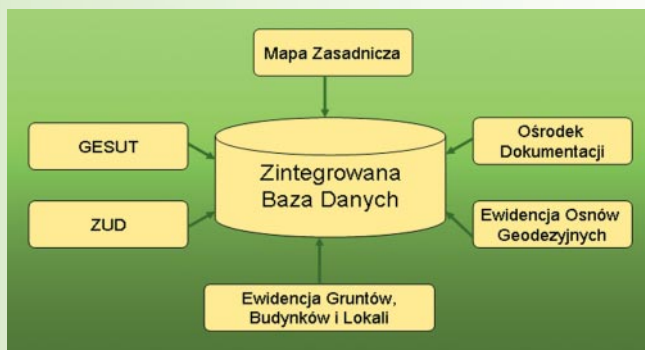 Mapa Zasadnicza
GESUT
Ośrodek
Dokumentacji
Zintegrowana
Baza Danych
ZUD
Ewidencja Osnów
Geodezyjnych
Ewidencja Gruntów,
Budynków i Lokali